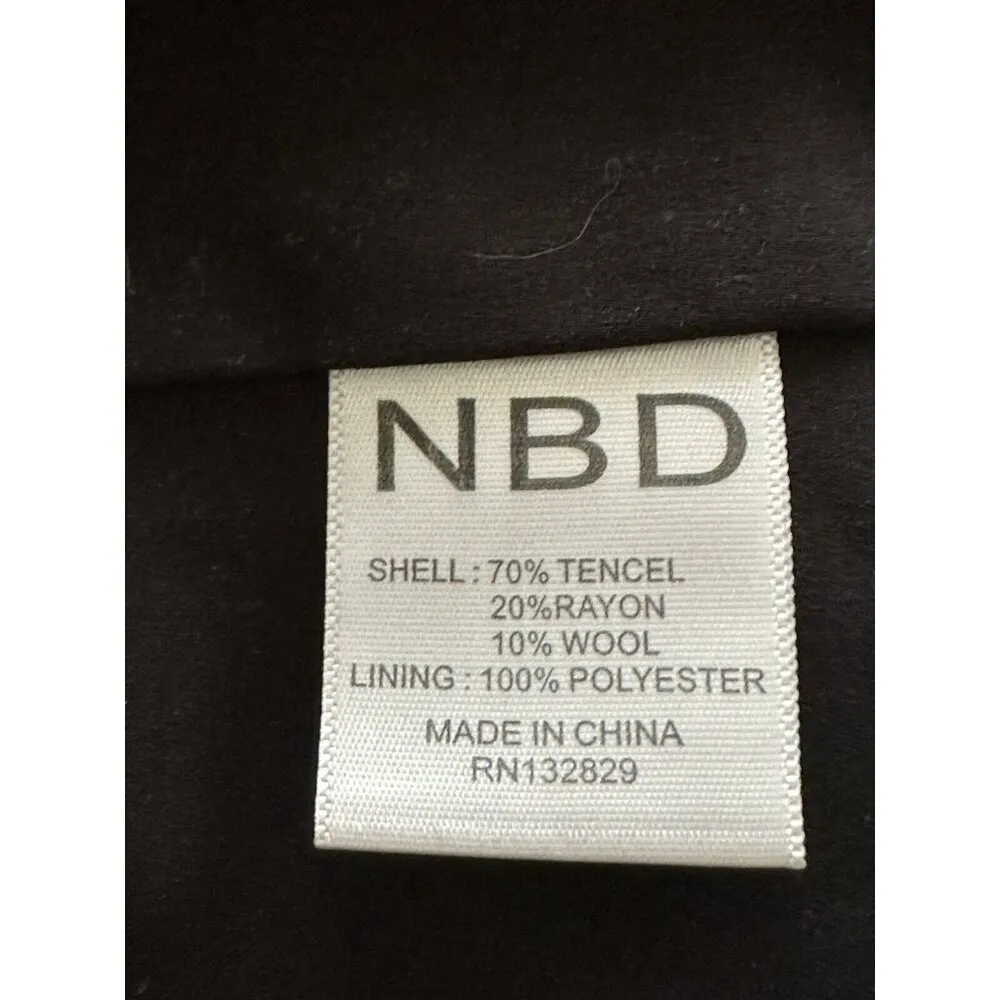 NBD
SHELL : 70% TENCEL
20%RAYON
10% WOOL
LINING : 100% POLYESTER
MADE IN CHINA
RN132829